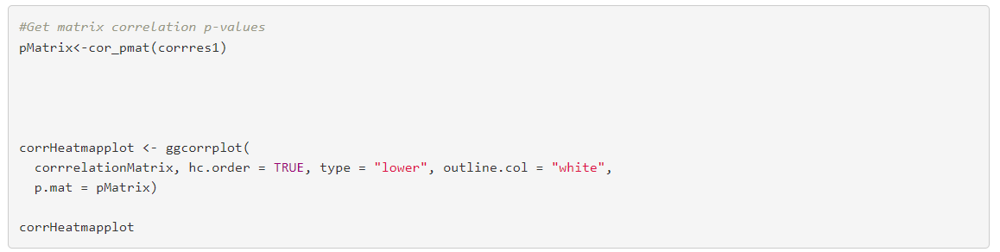 #Get matrix correlation p-values
pMatrix<-cor_pmat(corrres1)
corrHeatmapplot <- ggcorrplot(
corrrelationMatrix, hc.order = TRUE, type = "lower", outline.col = "white",
p.mat = pMatrix)
corrHeatmapplot